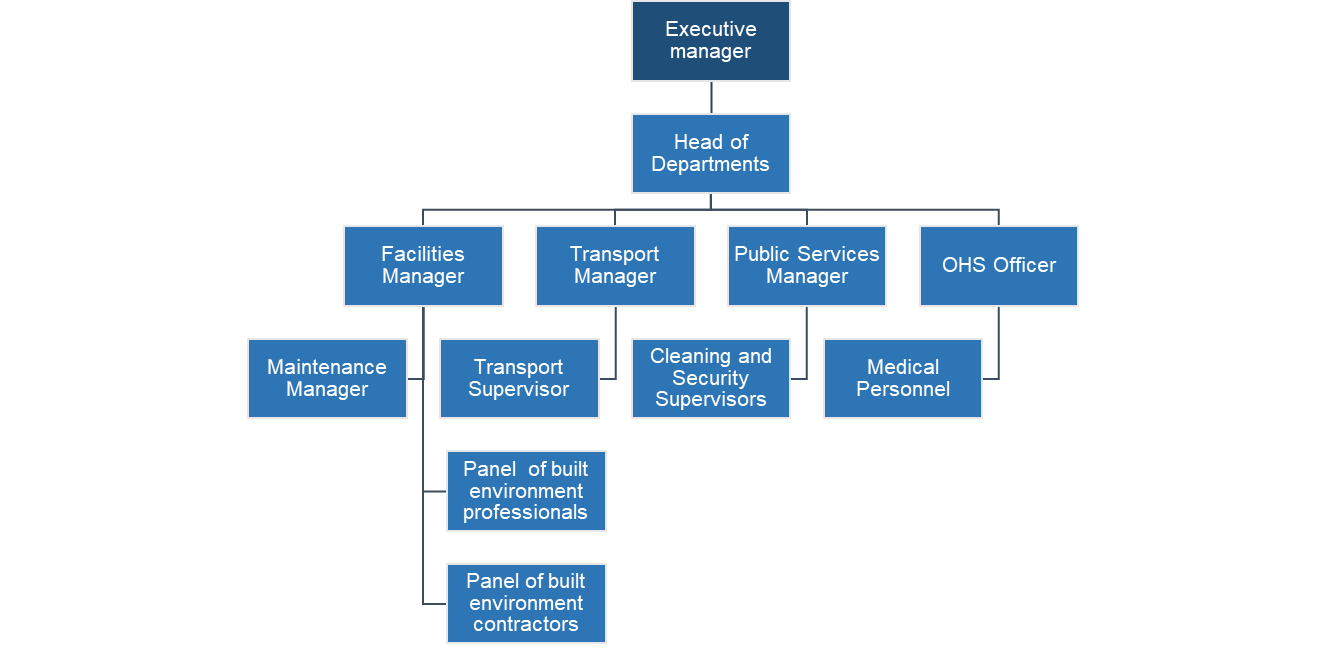 Executive
manager
Head of
Departments
Facilities
Manager
Transport
Manager
Public Services
Manager
OHS Officer
Maintenance
Manager
Transport
Supervisor
Cleaning and
Security
Supervisors
Medical
Personnel
Panel  of built
environment
professionals
Panel of built
environment
contractors